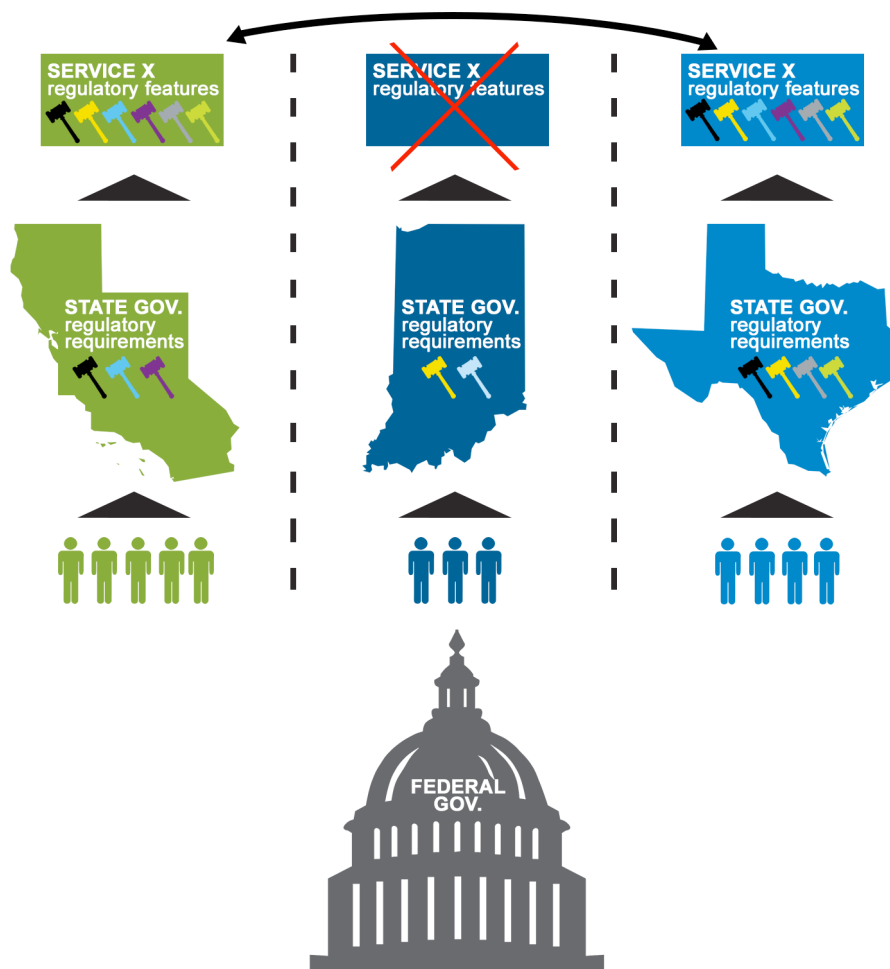 SERVICE X
regulatory features
SERVICE X
regulatory features
SERVICE X
regulatory features
STATE GOV.
regulatory
requirements
STATE GOV.
regulatory
requirements
STATE GOV.
regulatory
requirements
FEDERAL
GOV.